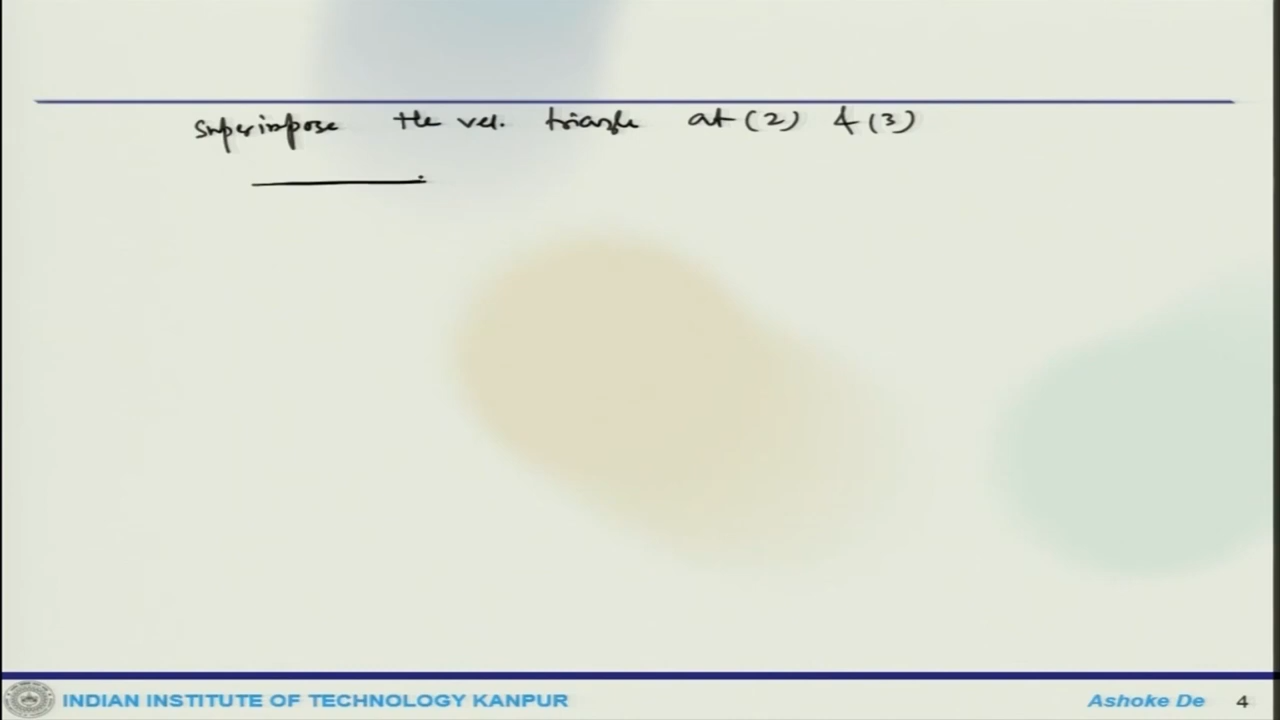 superimpose the vel. triangle at (2) & (3)
INDIAN INSTITUTE OF TECHNOLOGY KANPUR
Ashoke De 4